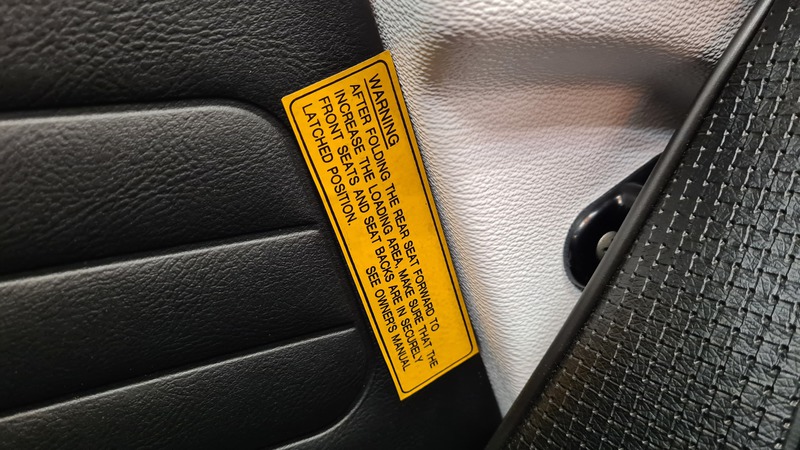 WARNING
AFTER FOLDING THE REAR SEAT FORWARD TO
INCREASE THE LOADING AREA, MAKE SURE THAT THE
FRONT SEATS AND SEAT BACKS ARE IN SECURELY
LATCHED POSITION.
SEE OWNER'S MANUAL